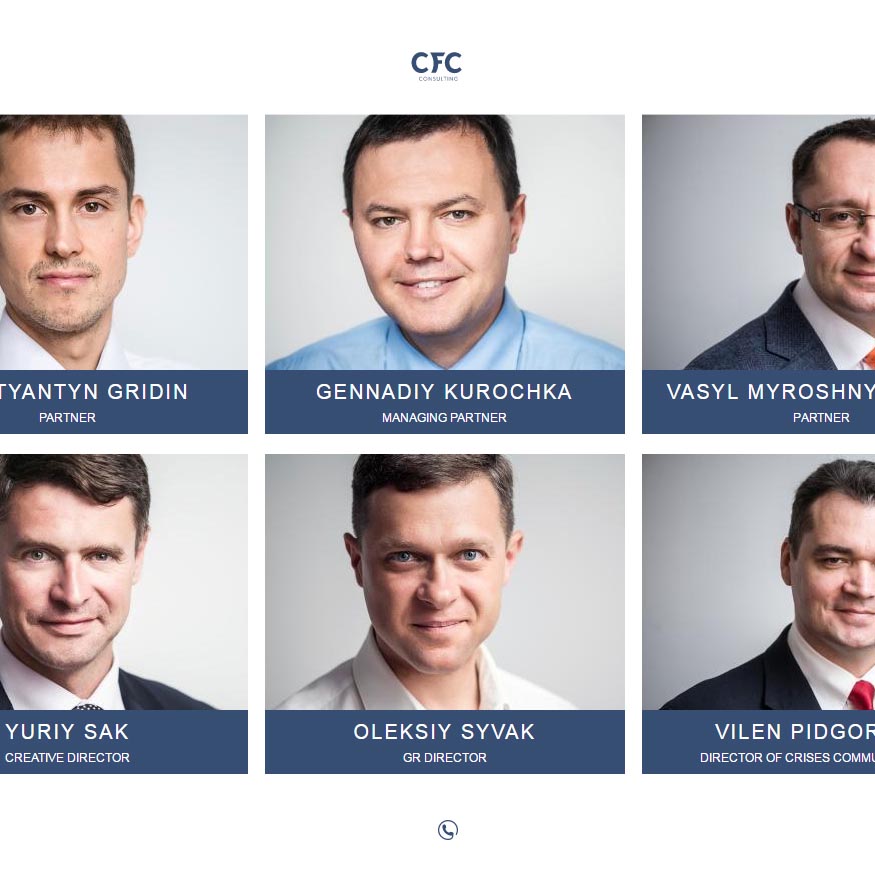 CFC
CONSULTING
TYANTYN GRIDIN
GENNADIY KUROCHKA
VASYL MYROSHNY
PARTNER
MANAGING PARTNER
PARTNER
YURIY SAK
OLEKSIY SYVAK
VILEN PIDGOR
CREATIVE DIRECTOR
GR DIRECTOR
DIRECTOR OF CRISES COMMU